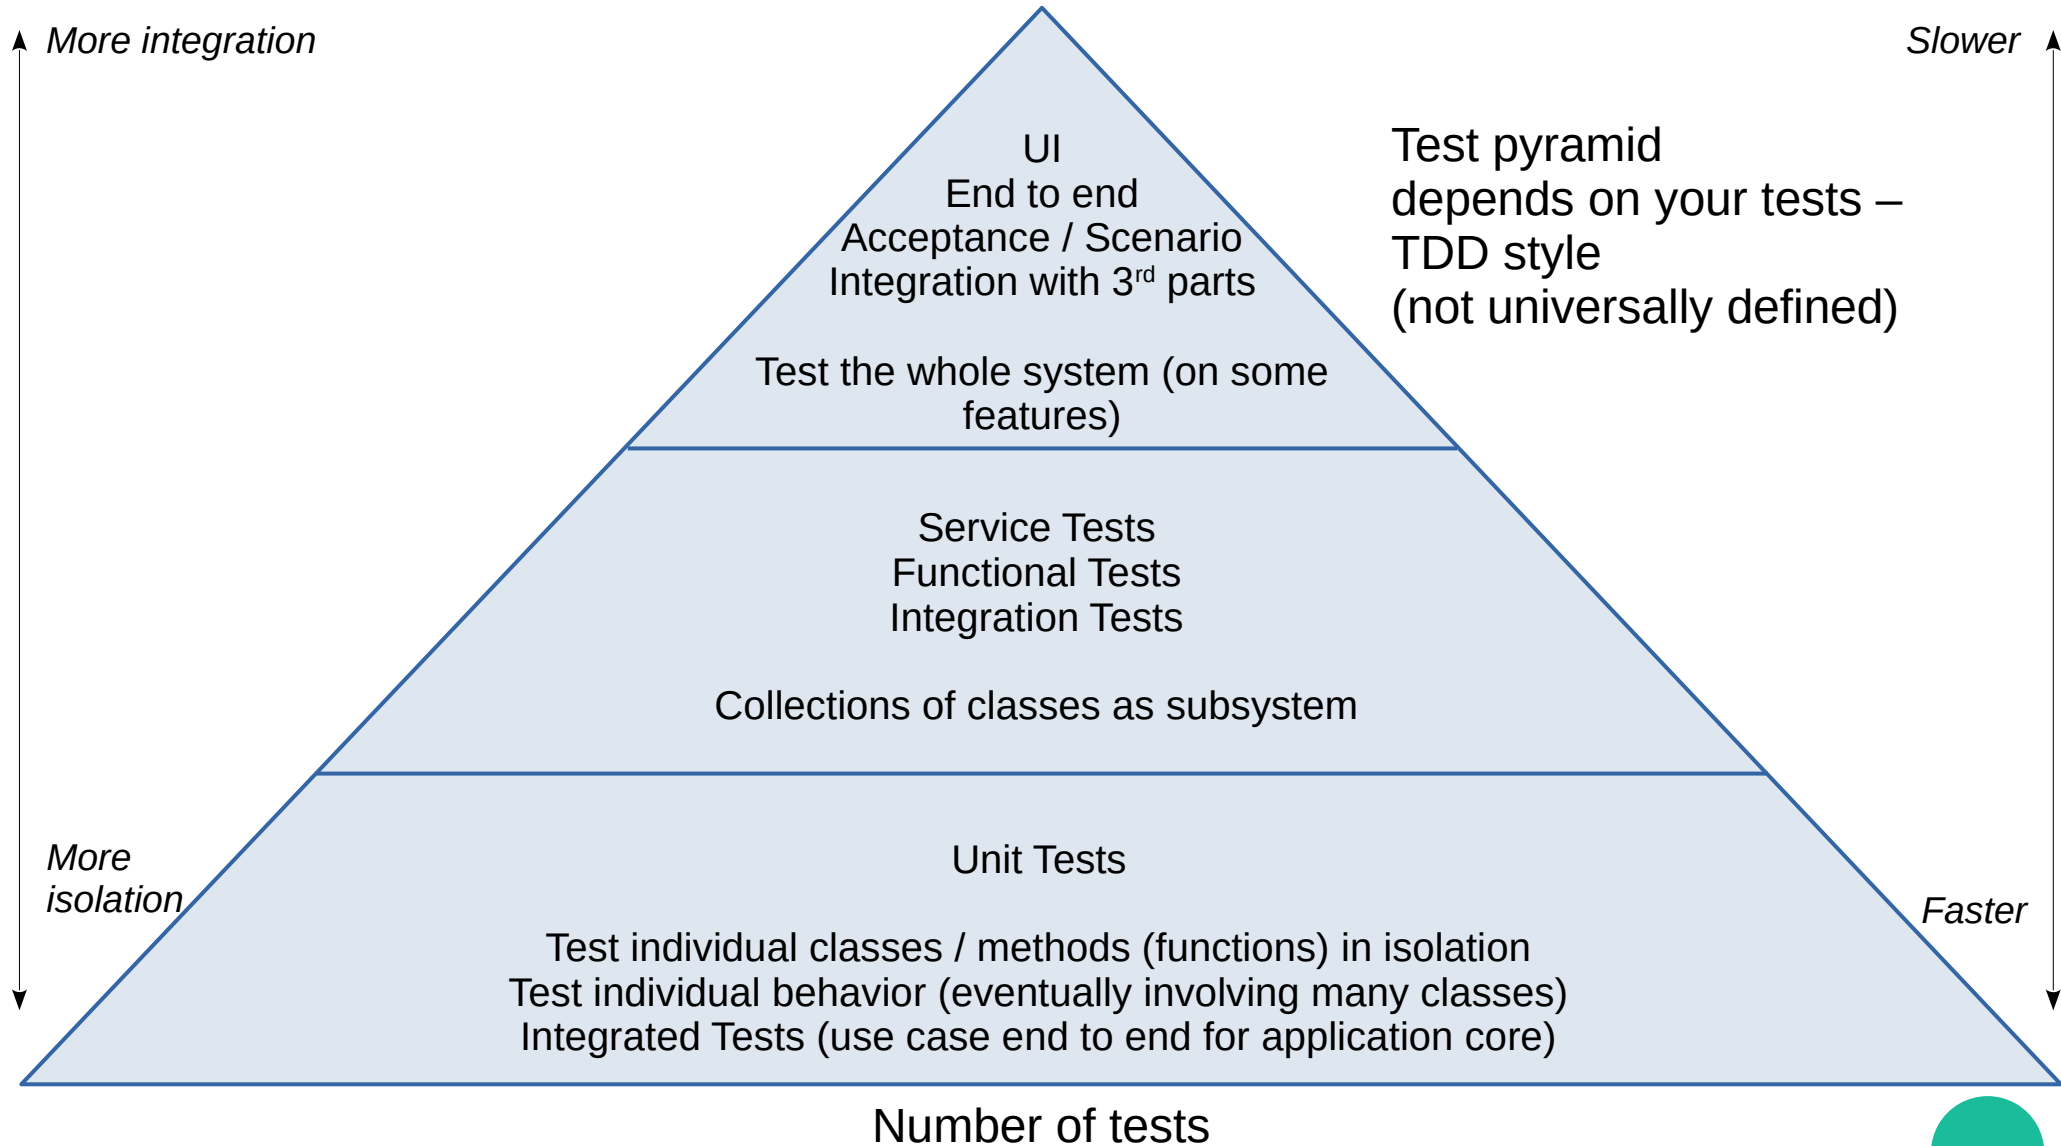 More integration
Slower
UI
End to end
Acceptance / Scenario
Integration with 3rd parts
Test the whole system (on some
features)
Test pyramid
depends on your tests –
TDD style
(not universally defined)
Service Tests
Functional Tests
Integration Tests
Collections of classes as subsystem
More
isolation
Faster
Unit Tests
Test individual classes / methods (functions) in isolation
Test individual behavior (eventually involving many classes)
Integrated Tests (use case end to end for application core)
Number of tests